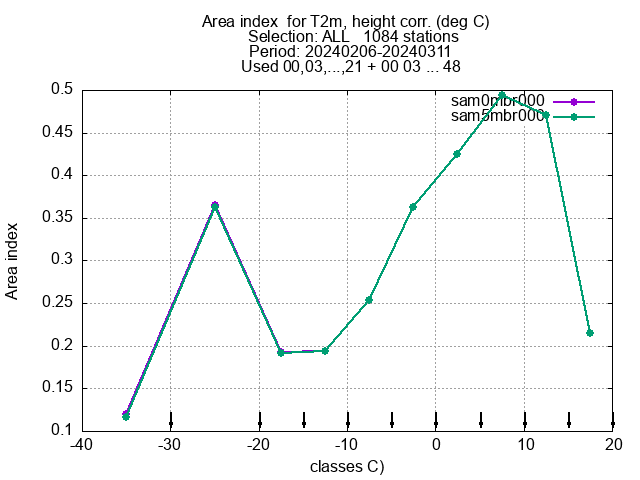 Area index  for T2m, height corr. (deg C)
Selection: ALL   1084 stations
Period: 20240206-20240311
Used 00,03,...,21 + 00 03 ... 48
sam0mbr000
sam5mbr000
0.5
0.45
0.4
0.35
0.3
0.25
0.2
0.15
0.1
Area index
-40 -30 -20 -10 0 10 20
classes C)